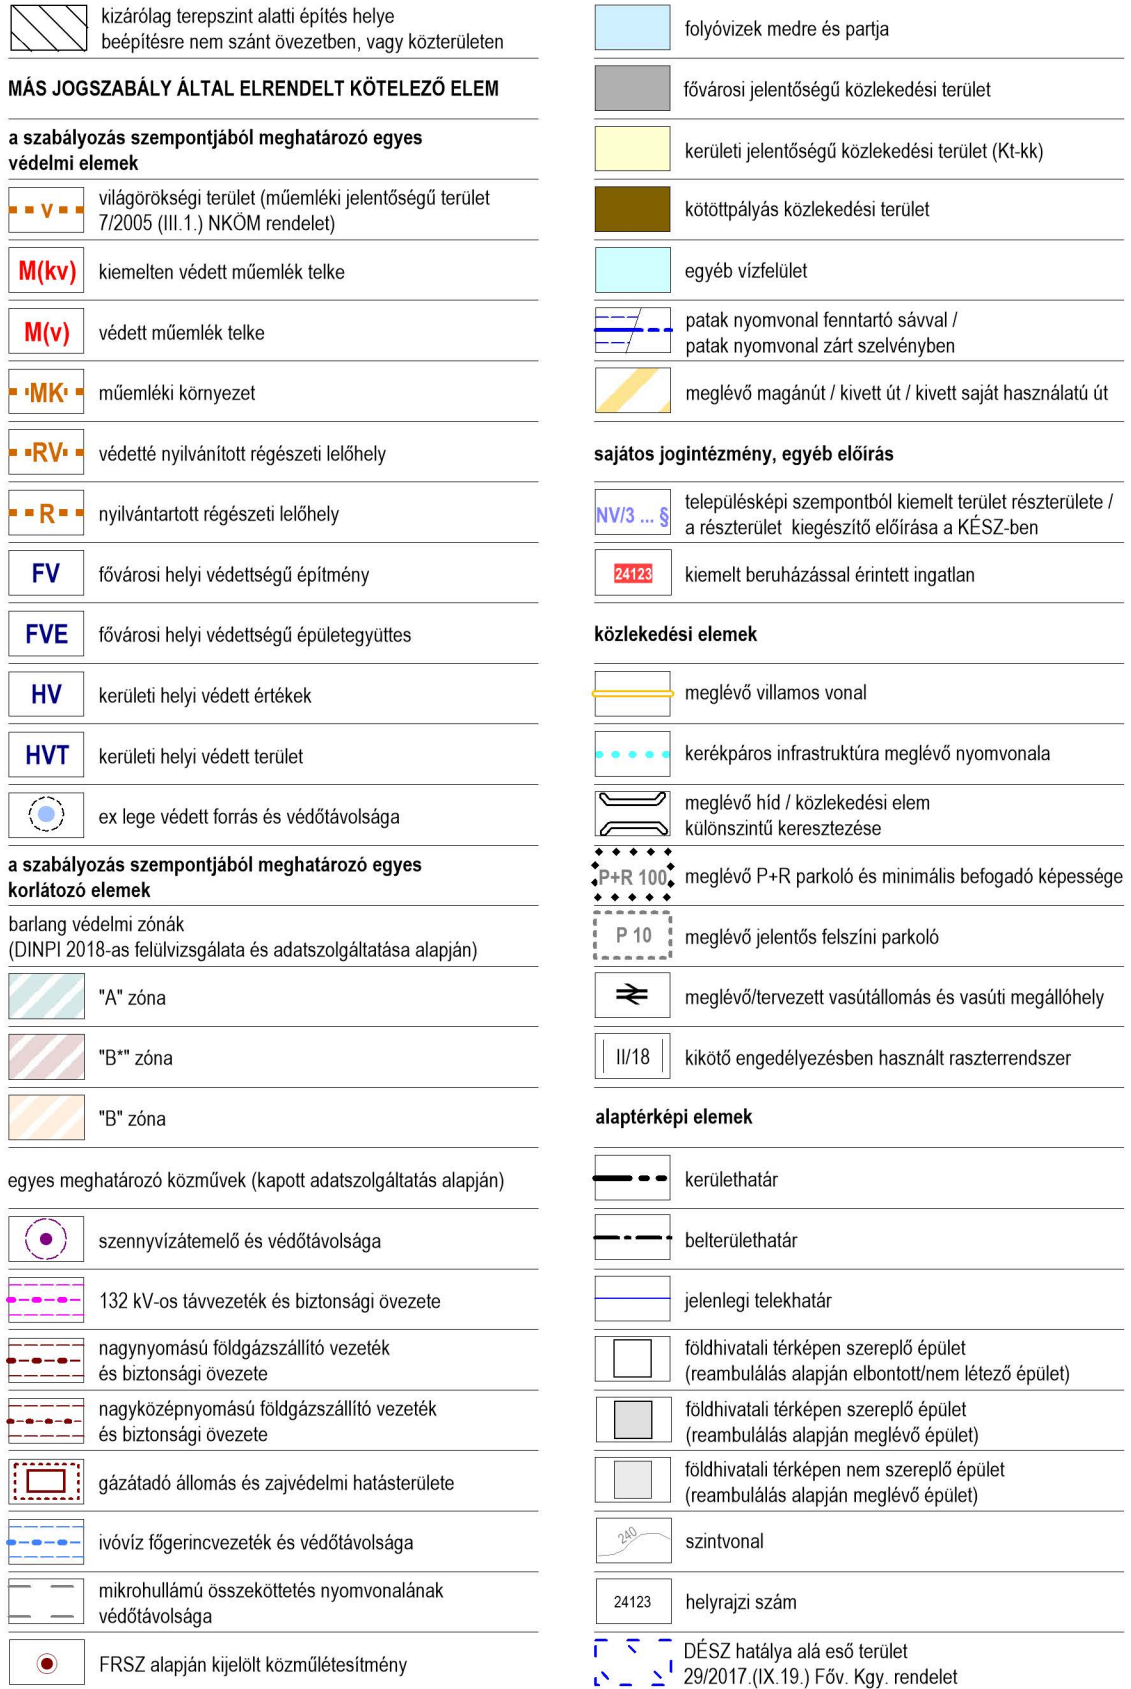 kizárólag terepszint alatti építés helye
beépítésre nem szánt övezetben, vagy közterületen
MÁS JOGSZABÁLY ÁLTAL ELRENDELT KÖTELEZŐ ELEM
a szabályozás szempontjából meghatározó egyes
védelmi elemek
V világörökségi terület (műemléki jelentőségű terület
7/2005 (III.1.) NKÖM rendelet)
M(kv) kiemelten védett műemlék telke
M(v) védett műemlék telke
MK műemléki környezet
RV védetté nyilvánított régészeti lelőhely
R nyilvántartott régészeti lelőhely
FV fővárosi helyi védettségű építmény
FVE fővárosi helyi védettségű épületegyüttes
HV kerületi helyi védett értékek
HVT kerületi helyi védett terület
ex lege védett forrás és védőtávolsága
a szabályozás szempontjából meghatározó egyes
korlátozó elemek
barlang védelmi zónák
(DINPI 2018-as felülvizsgálata és adatszolgáltatása alapján)
"A" zóna
"B*" zóna
"B" zóna
egyes meghatározó közművek (kapott adatszolgáltatás alapján)
szennyvízátemelő és védőtávolsága
132 kV-os távvezeték és biztonsági övezete
nagynyomású földgázszállító vezeték
és biztonsági övezete
nagyközépnyomású földgázszállító vezeték
és biztonsági övezete
gázátadó állomás és zajvédelmi hatásterülete
ivóvíz főgerincvezeték és védőtávolsága
mikrohullámú összeköttetés nyomvonalának
védőtávolsága
FRSZ alapján kijelölt közműlétesítmény
folyóvizek medre és partja
fővárosi jelentőségű közlekedési terület
kerületi jelentőségű közlekedési terület (Kt-kk)
kötöttpályás közlekedési terület
egyéb vízfelület
patak nyomvonal fenntartó sávval /
patak nyomvonal zárt szelvényben
meglévő magánút / kivett út / kivett saját használatú út
sajátos jogintézmény, egyéb előírás
NV/3 ... § településképi szempontból kiemelt terület részterülete /
a részterület kiegészítő előírása a KÉSZ-ben
24123 kiemelt beruházással érintett ingatlan
közlekedési elemek
meglévő villamos vonal
kerékpáros infrastruktúra meglévő nyomvonala
meglévő híd / közlekedési elem
különszintű keresztezése
P+R 100 meglévő P+R parkoló és minimális befogadó képessége
P 10 meglévő jelentős felszíni parkoló
meglévő/tervezett vasútállomás és vasúti megállóhely
II/18 kikötő engedélyezésben használt raszterrendszer
alaptérképi elemek
kerülethatár
belterülethatár
jelenlegi telekhatár
földhivatali térképen szereplő épület
(reambulálás alapján elbontott/nem létező épület)
földhivatali térképen szereplő épület
(reambulálás alapján meglévő épület)
földhivatali térképen nem szereplő épület
(reambulálás alapján meglévő épület)
240 szintvonal
24123 helyrajzi szám
DÉSZ hatálya alá eső terület
29/2017.(IX.19.) Főv. Kgy. rendelet